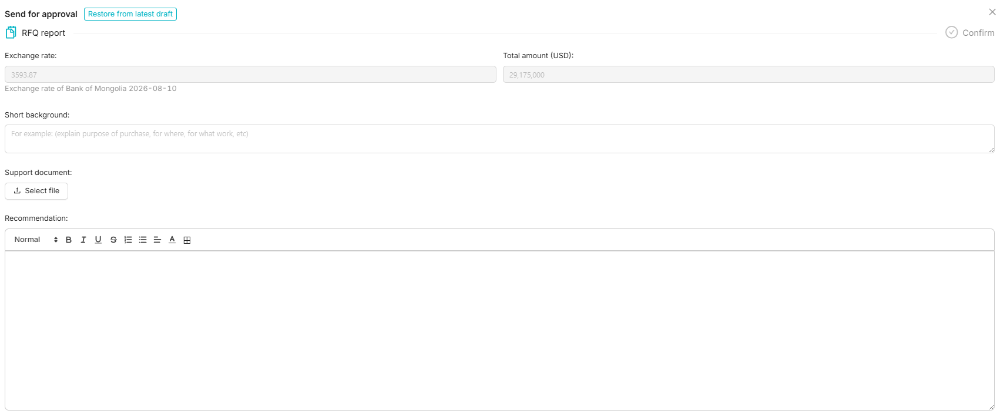 Send for approval Restore from latest draft
RFQ report Confirm
Exchange rate: Total amount (USD):
3593.87 29,175,000
Exchange rate of Bank of Mongolia 2026-08-10
Short background:
For example: (explain purpose of purchase, for where, for what work, etc)
Support document:
Select file
Recommendation:
Normal B I U S A